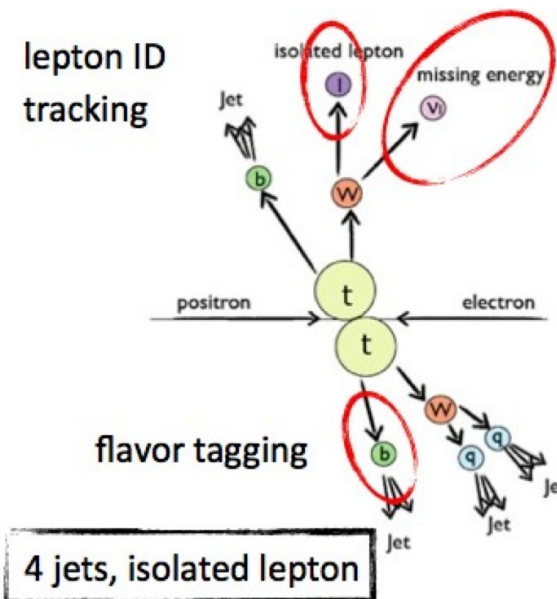 lepton ID
tracking
isolated lepton
missing energy
l
νl
Jet
b
W
t
positron
electron
t
W
q
q
flavor tagging
b
Je
Jet
Jet
4 jets, isolated lepton